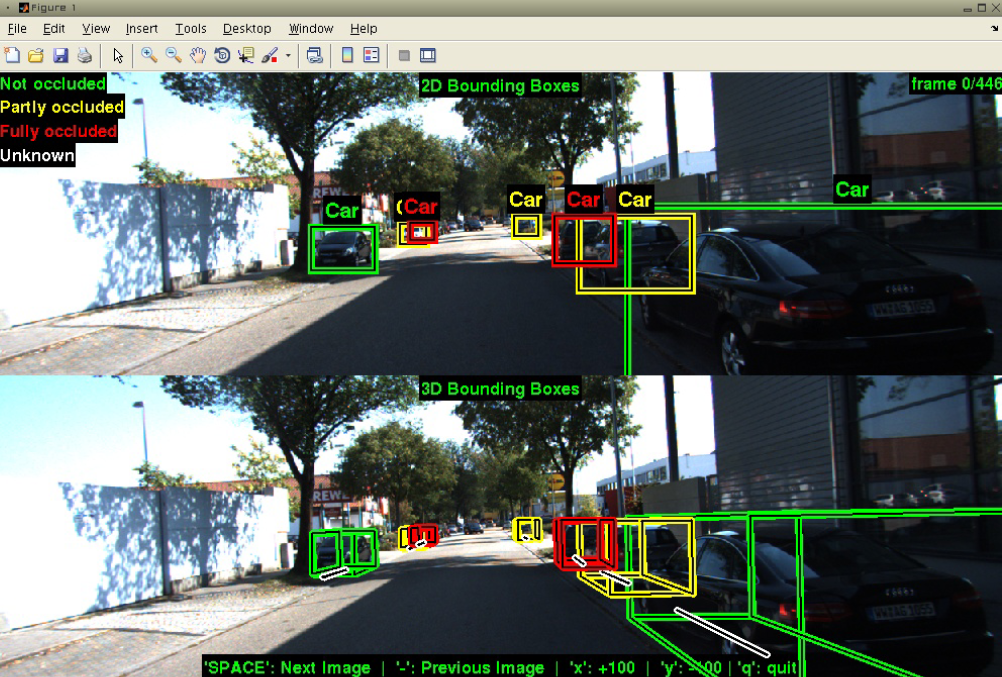 Figure 1
File Edit View Insert Tools Desktop Window Help
Not occluded
2D Bounding Boxes
frame 0/446
Partly occluded
Fully occluded
Unknown
REWE
Car
Car
Car
Car
Car
Car
3D Bounding Boxes
REWE
'SPACE': Next Image | '-': Previous Image | 'x': +100 | 'y': -100 | 'q': quit